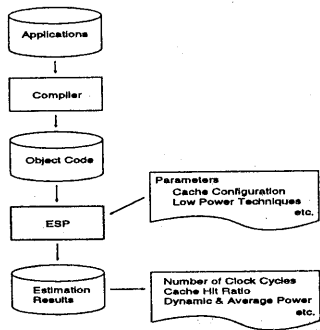 Applications
Compiler
Object Code
Parameters
Cache Configuration
Low Power Techniques
etc.
ESP
Estimation
Results
Number of Clock Cycles
Cache Hit Ratio
Dynamic & Average Power
etc.